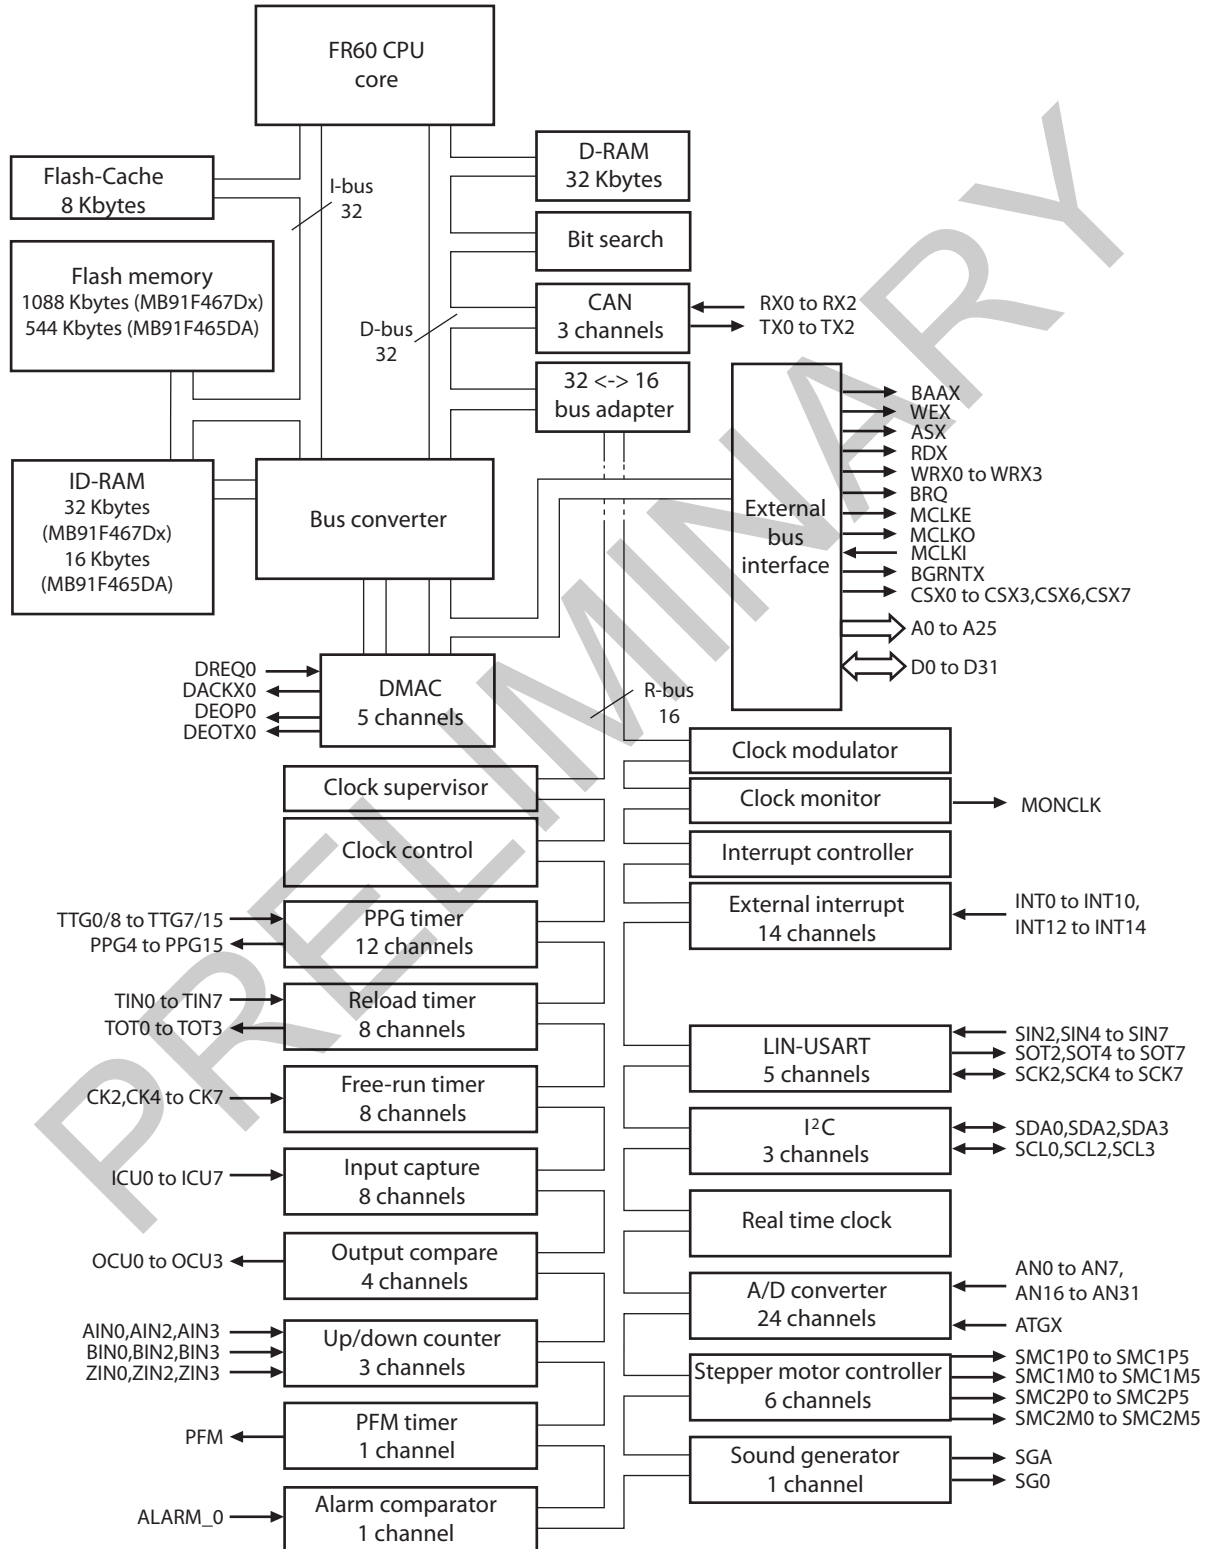 FR60 CPU
core
Flash-Cache
8 Kbytes
I-bus
32
D-RAM
32 Kbytes
Bit search
Flash memory
1088 Kbytes (MB91F467Dx)
544 Kbytes (MB91F465DA)
D-bus
32
CAN
3 channels
RX0 to RX2
TX0 to TX2
32 <-> 16
bus adapter
ID-RAM
32 Kbytes
(MB91F467Dx)
16 Kbytes
(MB91F465DA)
Bus converter
External
bus
interface
BAAX
WEX
ASX
RDX
WRX0 to WRX3
BRQ
MCLKE
MCLKO
MCLKI
BGRNTX
CSX0 to CSX3,CSX6,CSX7
A0 to A25
D0 to D31
DREQ0
DACKX0
DEOP0
DEOTX0
DMAC
5 channels
R-bus
16
Clock modulator
Clock supervisor
Clock monitor
MONCLK
Clock control
Interrupt controller
TTG0/8 to TTG7/15
PPG4 to PPG15
PPG timer
12 channels
External interrupt
14 channels
INT0 to INT10,
INT12 to INT14
TIN0 to TIN7
TOT0 to TOT3
Reload timer
8 channels
LIN-USART
5 channels
SIN2,SIN4 to SIN7
SOT2,SOT4 to SOT7
SCK2,SCK4 to SCK7
CK2,CK4 to CK7
Free-run timer
8 channels
I²C
3 channels
SDA0,SDA2,SDA3
SCL0,SCL2,SCL3
ICU0 to ICU7
Input capture
8 channels
Real time clock
OCU0 to OCU3
Output compare
4 channels
A/D converter
24 channels
AN0 to AN7,
AN16 to AN31
ATGX
AIN0,AIN2,AIN3
BIN0,BIN2,BIN3
ZIN0,ZIN2,ZIN3
Up/down counter
3 channels
Stepper motor controller
6 channels
SMC1P0 to SMC1P5
SMC1M0 to SMC1M5
SMC2P0 to SMC2P5
SMC2M0 to SMC2M5
PFM
PFM timer
1 channel
Sound generator
1 channel
SGA
SG0
ALARM_0
Alarm comparator
1 channel
PRELIMINARY